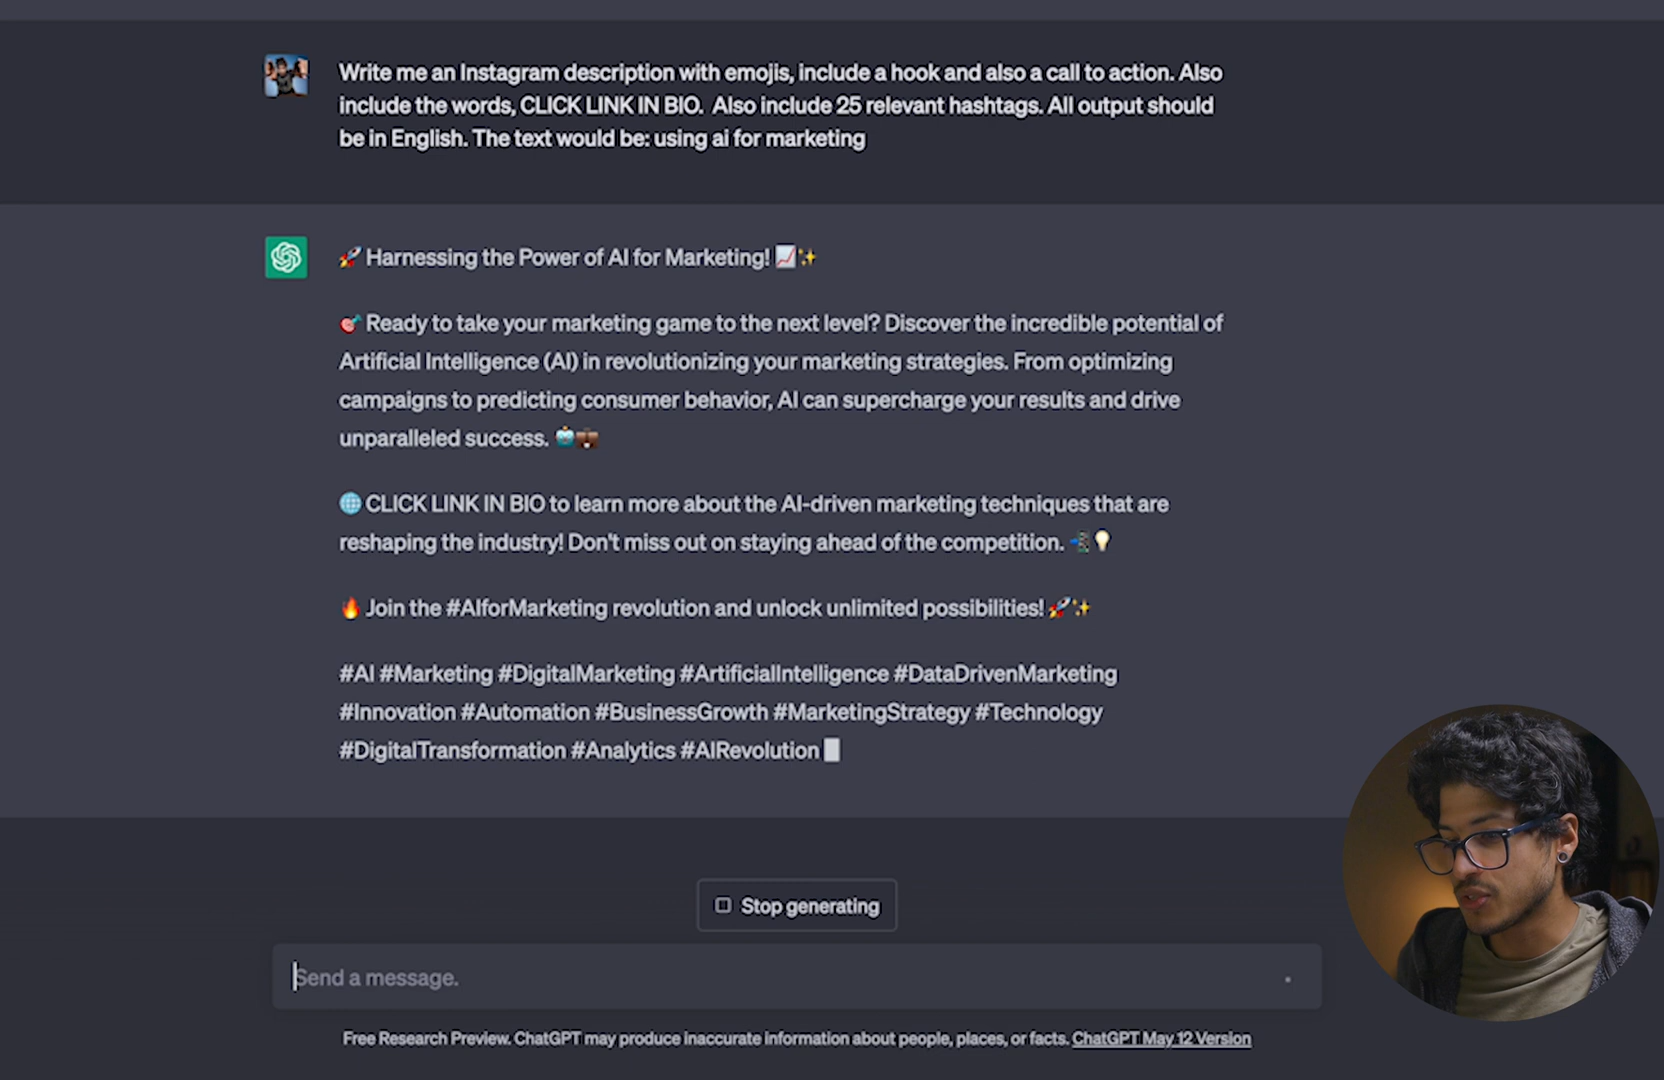 Write me an Instagram description with emojis, include a hook and also a call to action. Also
include the words, CLICK LINK IN BIO.  Also include 25 relevant hashtags. All output should
be in English. The text would be: using ai for marketing
🚀 Harnessing the Power of AI for Marketing! 📈✨
🎯 Ready to take your marketing game to the next level? Discover the incredible potential of
Artificial Intelligence (AI) in revolutionizing your marketing strategies. From optimizing
campaigns to predicting consumer behavior, AI can supercharge your results and drive
unparalleled success. 🤖💼
🌐 CLICK LINK IN BIO to learn more about the AI-driven marketing techniques that are
reshaping the industry! Don't miss out on staying ahead of the competition. 📲💡
🔥 Join the #AIforMarketing revolution and unlock unlimited possibilities! 🚀✨
#AI #Marketing #DigitalMarketing #ArtificialIntelligence #DataDrivenMarketing
#Innovation #Automation #BusinessGrowth #MarketingStrategy #Technology
#DigitalTransformation #Analytics #AIRevolution
Stop generating
Send a message.
Free Research Preview. ChatGPT may produce inaccurate information about people, places, or facts. ChatGPT May 12 Version